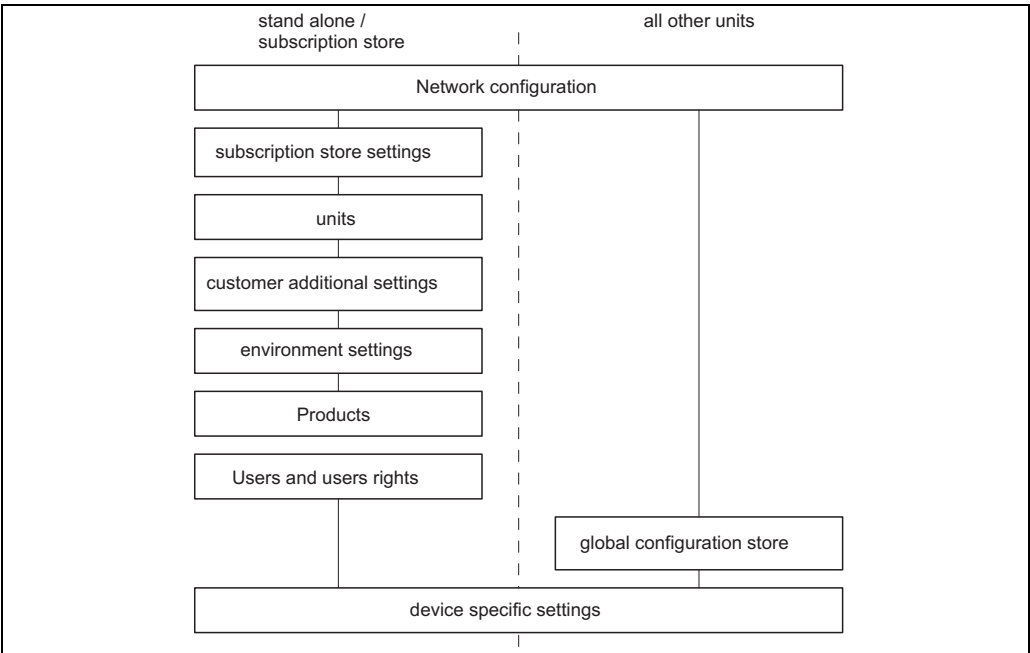 stand alone /
subscription store
all other units
Network configuration
subscription store settings
units
customer additional settings
environment settings
Products
Users and users rights
global configuration store
device specific settings